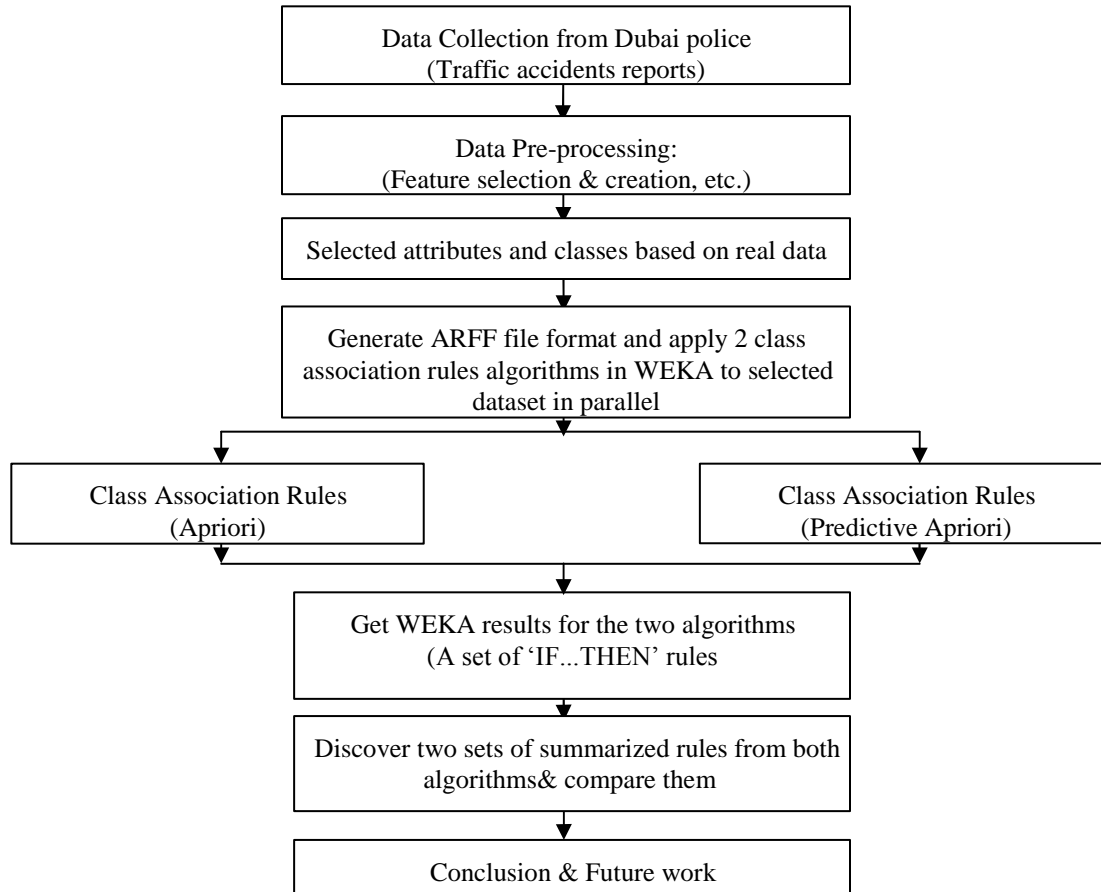 Data Collection from Dubai police
(Traffic accidents reports)
Data Pre-processing:
(Feature selection & creation, etc.)
Selected attributes and classes based on real data
Generate ARFF file format and apply 2 class
association rules algorithms in WEKA to selected
dataset in parallel
Class Association Rules
(Apriori)
Class Association Rules
(Predictive Apriori)
Get WEKA results for the two algorithms
(A set of ‘IF...THEN’ rules
Discover two sets of summarized rules from both
algorithms& compare them
Conclusion & Future work